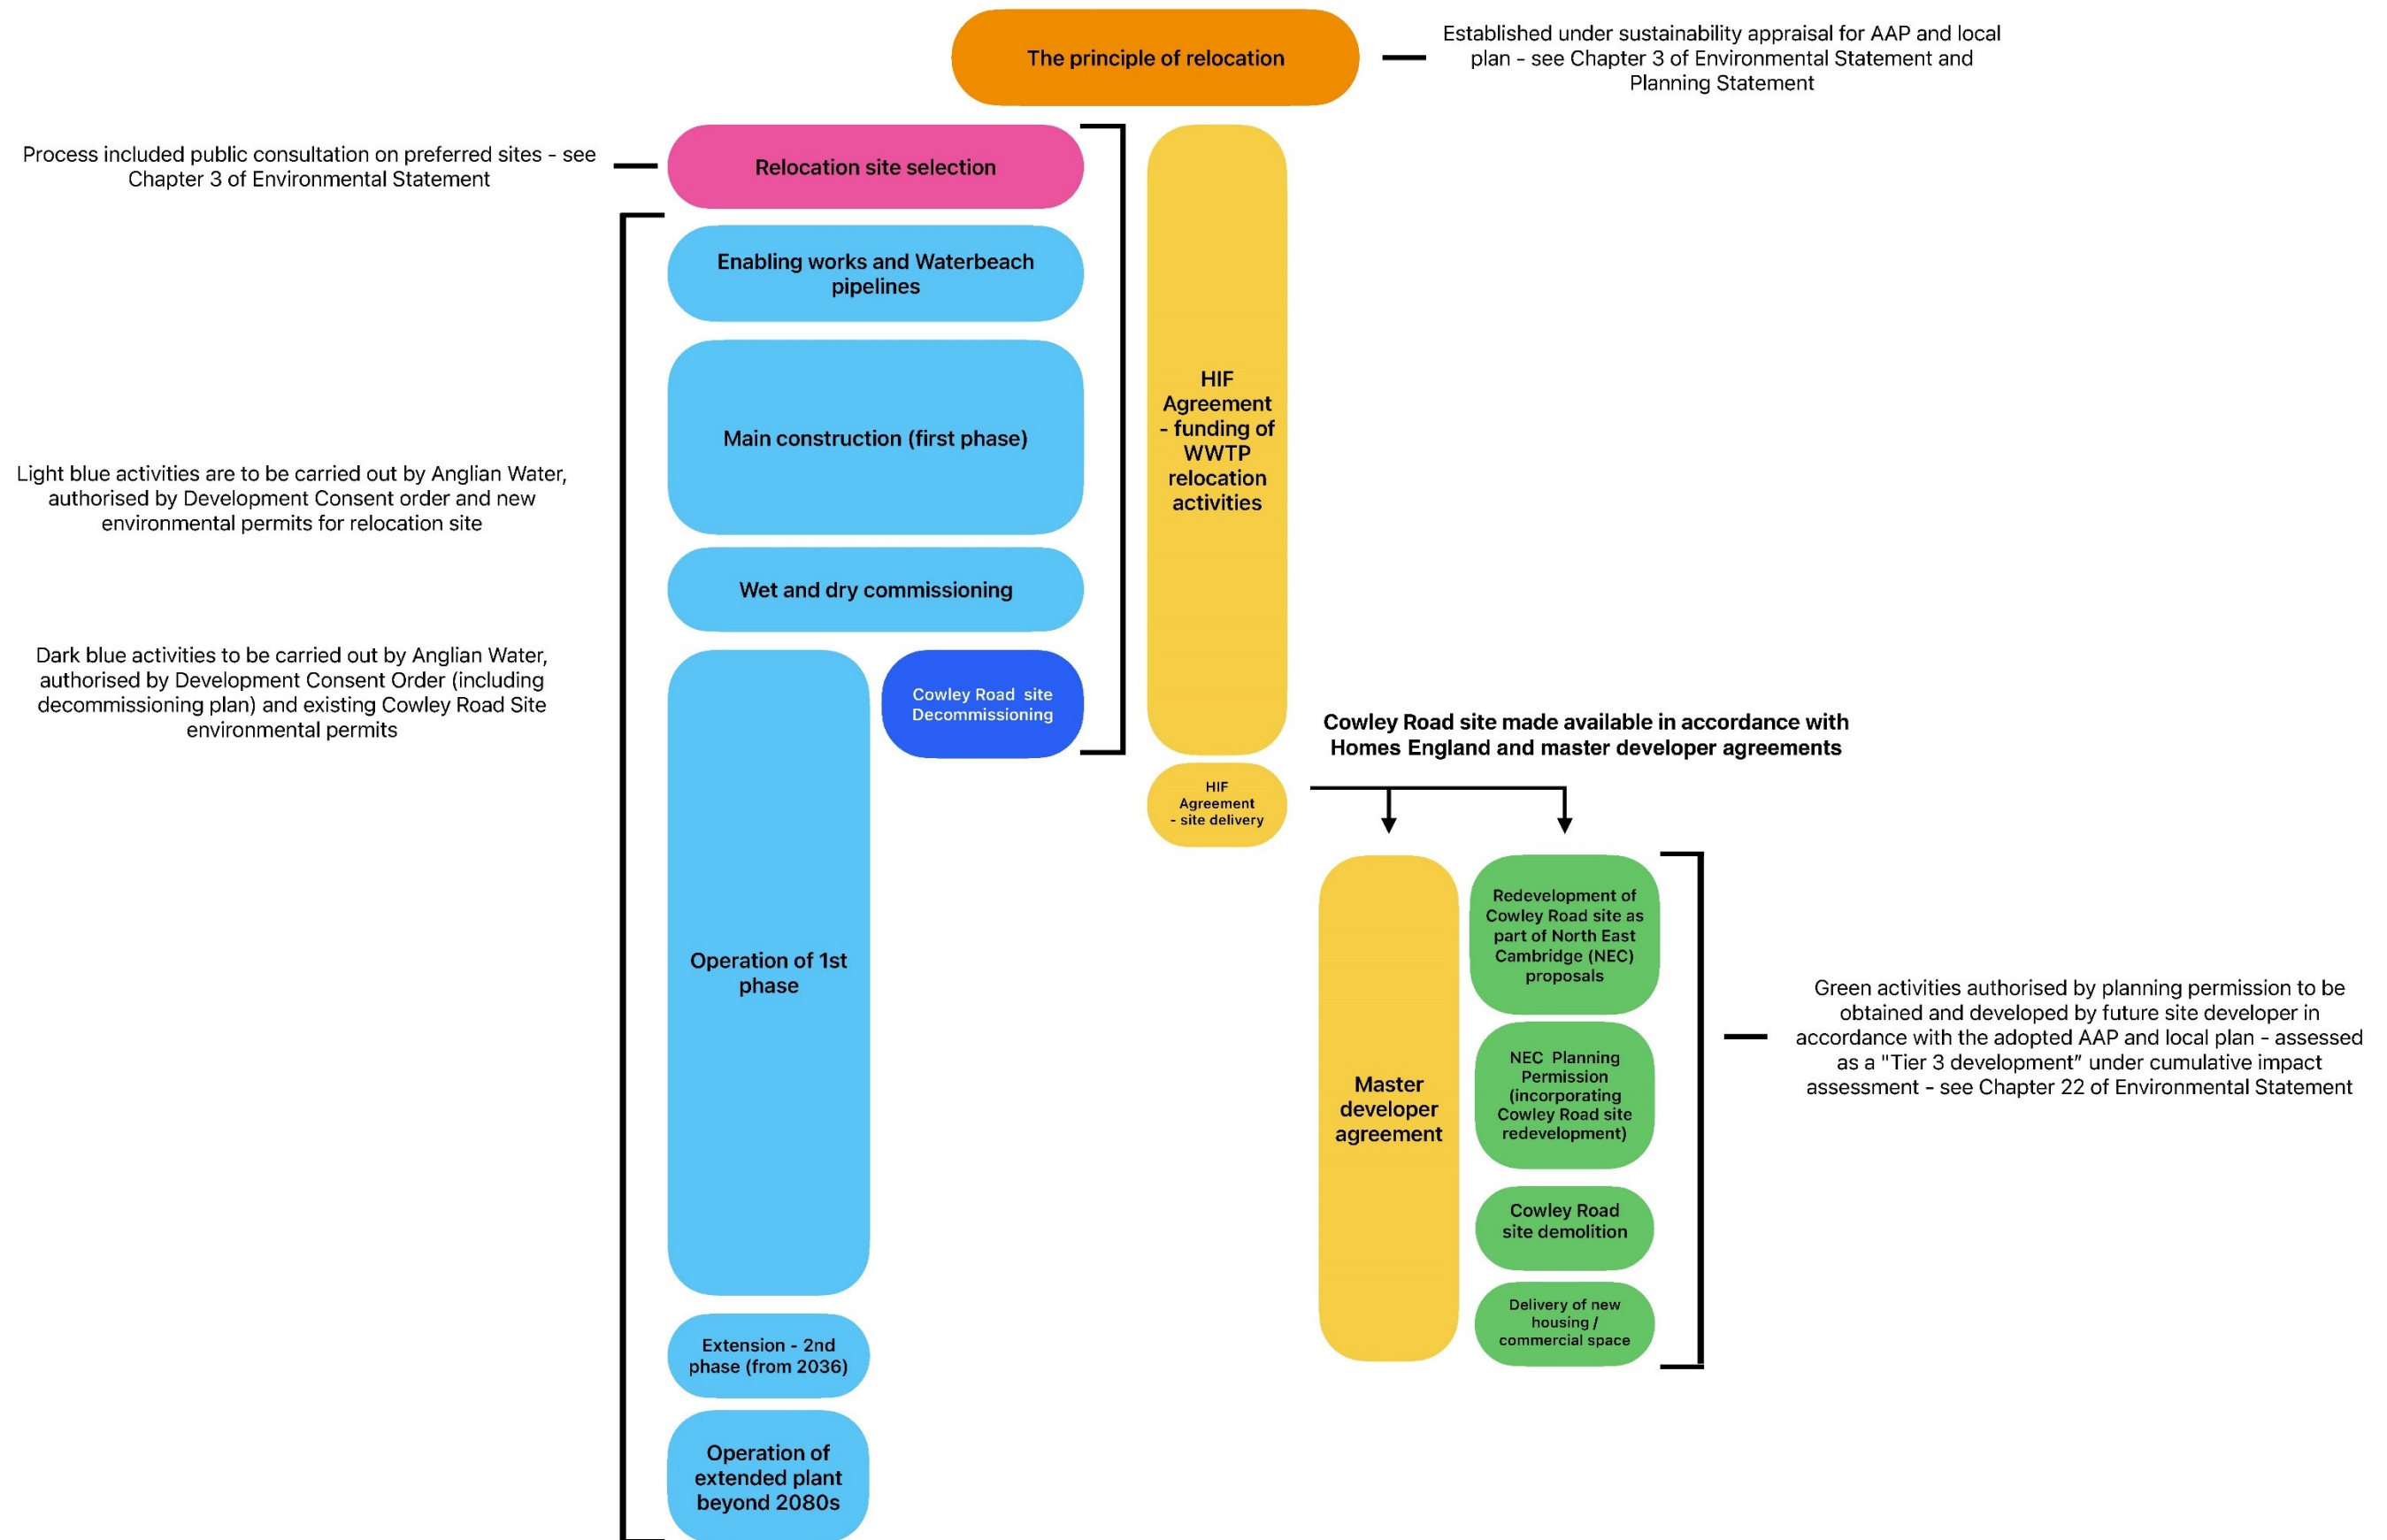 The principle of relocation
Established under sustainability appraisal for AAP and local
plan - see Chapter 3 of Environmental Statement and
Planning Statement
Process included public consultation on preferred sites - see
Chapter 3 of Environmental Statement
Relocation site selection
Enabling works and Waterbeach
pipelines
Main construction (first phase)
HIF
Agreement
- funding of
WWTP
relocation
activities
Light blue activities are to be carried out by Anglian Water,
authorised by Development Consent order and new
environmental permits for relocation site
Wet and dry commissioning
Dark blue activities to be carried out by Anglian Water,
authorised by Development Consent Order (including
decommissioning plan) and existing Cowley Road Site
environmental permits
Cowley Road site
Decommissioning
Cowley Road site made available in accordance with
Homes England and master developer agreements
HIF
Agreement
- site delivery
Operation of 1st
phase
Master
developer
agreement
Redevelopment of
Cowley Road site as
part of North East
Cambridge (NEC)
proposals
NEC Planning
Permission
(incorporating
Cowley Road site
redevelopment)
Cowley Road
site demolition
Delivery of new
housing /
commercial space
Green activities authorised by planning permission to be
obtained and developed by future site developer in
accordance with the adopted AAP and local plan - assessed
as a "Tier 3 development” under cumulative impact
assessment - see Chapter 22 of Environmental Statement
Extension - 2nd
phase (from 2036)
Operation of
extended plant
beyond 2080s